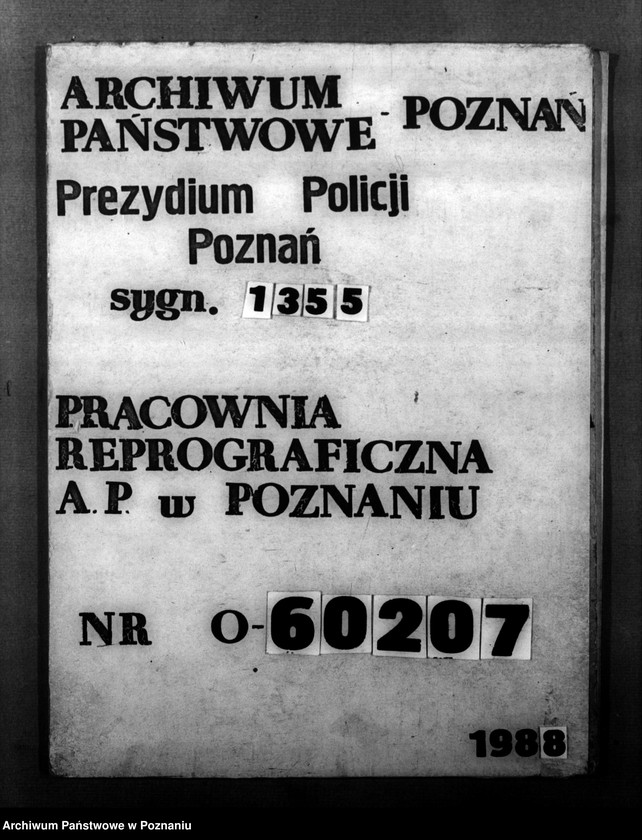 ARCHIWUM
PAŃSTWOWE - POZNAŃ
Prezydium Policji
Poznań
sygn. 1355
PRACOWNIA
REPROGRAFICZNA
A.P. w POZNANIU
NR O-60207
1988
Archiwum Państwowe w Poznaniu